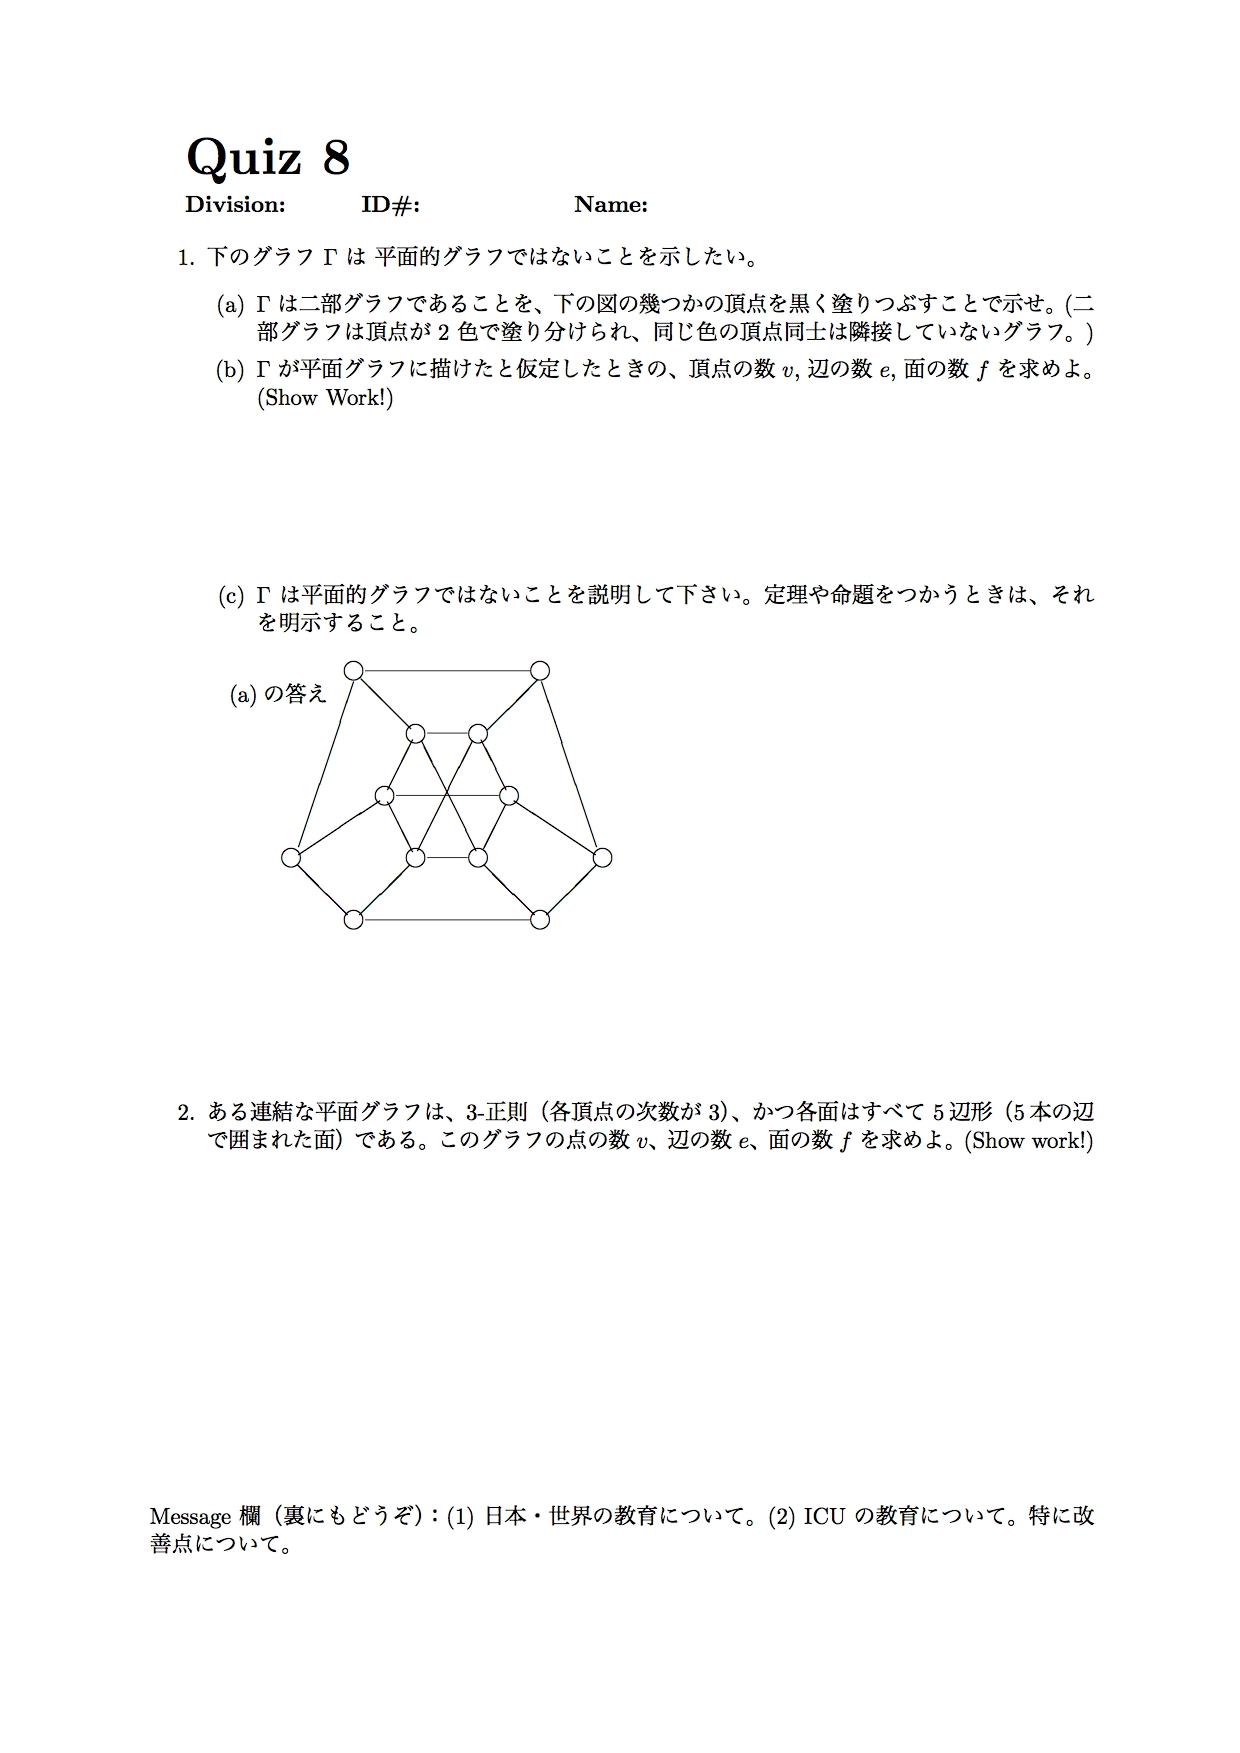 Quiz 8
Division: ID#: Name:
1. 下のグラフ Γ は 平面的グラフではないことを示したい。
(a) Γ は二部グラフであることを、下の図の幾つかの頂点を黒く塗りつぶすことで示せ。(二
部グラフは頂点が 2 色で塗り分けられ、同じ色の頂点同士は隣接していないグラフ。)
(b) Γ が平面グラフに描けたと仮定したときの、頂点の数 v, 辺の数 e, 面の数 f を求めよ。
(Show Work!)
(c) Γ は平面的グラフではないことを説明して下さい。定理や命題をつかうときは、それ
を明示すること。
(a) の答え
2. ある連結な平面グラフは、3-正則（各頂点の次数が 3）、かつ各面はすべて 5 辺形（5 本の辺
で囲まれた面）である。このグラフの点の数 v、辺の数 e、面の数 f を求めよ。(Show work!)
Message 欄（裏にもどうぞ）：(1) 日本・世界の教育について。(2) ICU の教育について。特に改
善点について。